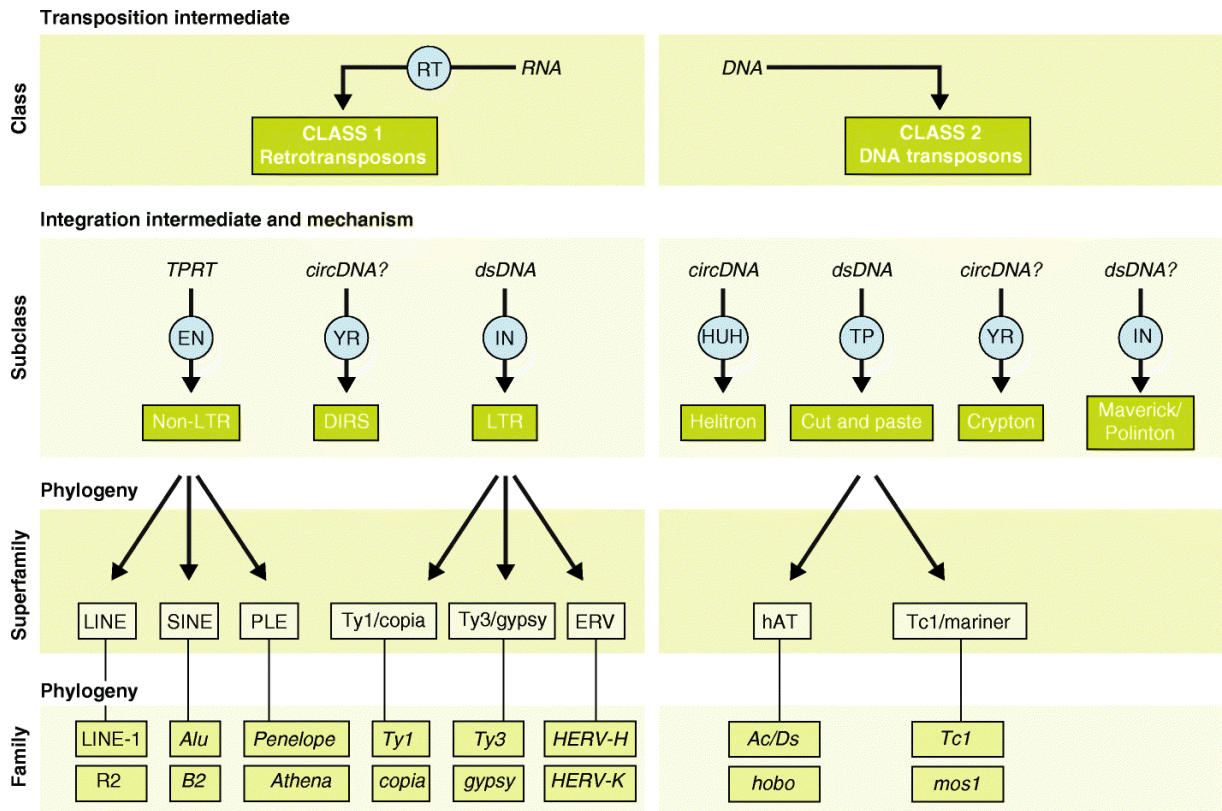 Transposition intermediate
Class
RT
RNA
DNA
CLASS 1
Retrotransposons
CLASS 2
DNA transposons
Integration intermediate and mechanism
Subclass
TPRT
circDNA?
dsDNA
circDNA
dsDNA
circDNA?
dsDNA?
EN
YR
IN
HUH
TP
YR
IN
Non-LTR
DIRS
LTR
Helitron
Cut and paste
Crypton
Maverick/
Polinton
Phylogeny
Superfamily
LINE
SINE
PLE
Ty1/copia
Ty3/gypsy
ERV
hAT
Tc1/mariner
Phylogeny
Family
LINE-1
Alu
Penelope
Ty1
Ty3
HERV-H
Ac/Ds
Tc1
R2
B2
Athena
copia
gypsy
HERV-K
hobo
mos1